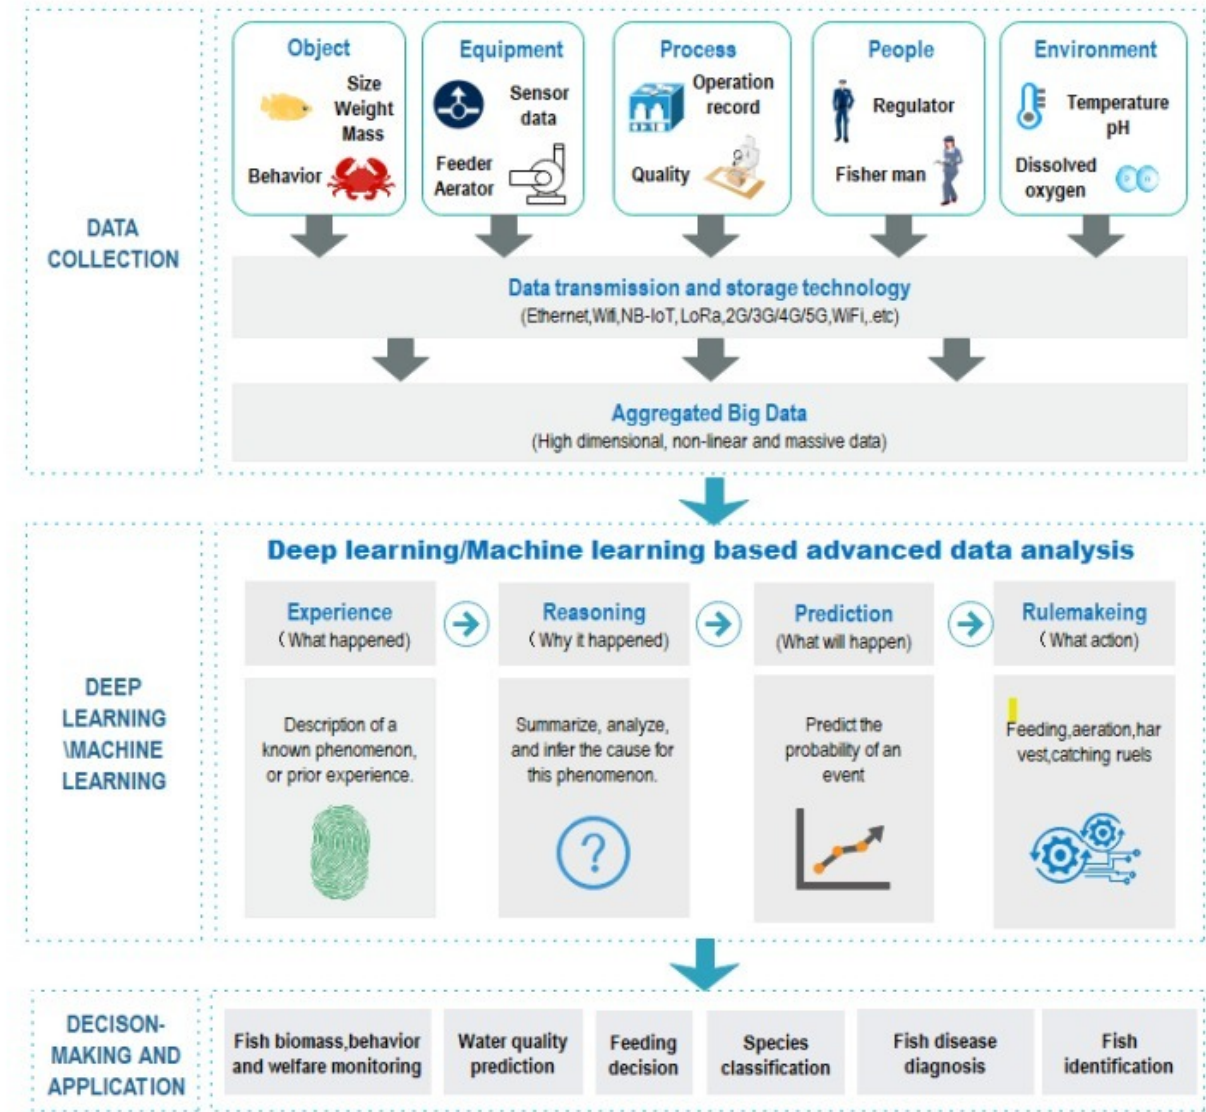 DATA
COLLECTION
Object
Size
Weight
Mass
Behavior
Equipment
Sensor
data
Feeder
Aerator
Process
Operation
record
Quality
People
Regulator
Fisher man
Environment
Temperature
pH
Dissolved
oxygen
Data transmission and storage technology
(Ethernet,Wifi,NB-IoT,LoRa,2G/3G/4G/5G,WiFi,.etc)
Aggregated Big Data
(High dimensional, non-linear and massive data)
DEEP
LEARNING
\MACHINE
LEARNING
Deep learning/Machine learning based advanced data analysis
Experience
(What happened)
Reasoning
(Why it happened)
Prediction
(What will happen)
Rulemakeing
(What action)
Description of a
known phenomenon,
or prior experience.
Summarize, analyze,
and infer the cause for
this phenomenon.
?
Predict the
probability of an
event
Feeding,aeration,har
vest,catching ruels
DECISON-
MAKING AND
APPLICATION
Fish biomass,behavior
and welfare monitoring
Water quality
prediction
Feeding
decision
Species
classification
Fish disease
diagnosis
Fish
identification